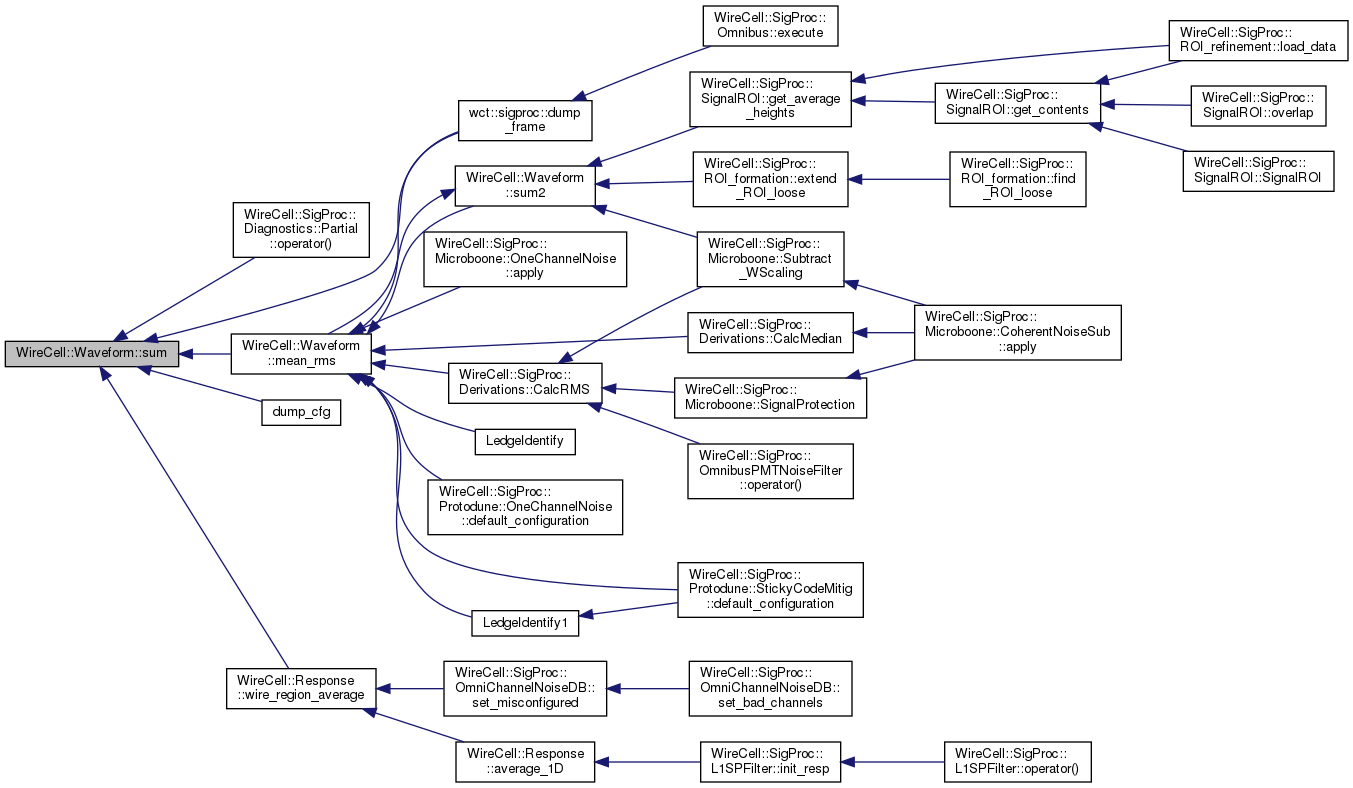 WireCell::Waveform::sum
WireCell::SigProc::
Diagnostics::Partial
::operator()
WireCell::Waveform
::mean_rms
dump_cfg
WireCell::Response
::wire_region_average
wct::sigproc::dump
_frame
WireCell::Waveform
::sum2
WireCell::SigProc::
Microboone::OneChannelNoise
::apply
WireCell::SigProc::
Derivations::CalcRMS
LedgeIdentify
WireCell::SigProc::
Protodune::OneChannelNoise
::default_configuration
LedgeIdentify1
WireCell::SigProc::
OmniChannelNoiseDB::
set_misconfigured
WireCell::Response
::average_1D
WireCell::SigProc::
Omnibus::execute
WireCell::SigProc::
SignalROI::get_average
_heights
WireCell::SigProc::
ROI_formation::extend
_ROI_loose
WireCell::SigProc::
Microboone::Subtract
_WScaling
WireCell::SigProc::
Derivations::CalcMedian
WireCell::SigProc::
Microboone::SignalProtection
WireCell::SigProc::
OmnibusPMTNoiseFilter
::operator()
WireCell::SigProc::
Protodune::StickyCodeMitig
::default_configuration
WireCell::SigProc::
OmniChannelNoiseDB::
set_bad_channels
WireCell::SigProc::
L1SPFilter::init_resp
WireCell::SigProc::
SignalROI::get_contents
WireCell::SigProc::
ROI_formation::find
_ROI_loose
WireCell::SigProc::
Microboone::CoherentNoiseSub
::apply
WireCell::SigProc::
L1SPFilter::operator()
WireCell::SigProc::
ROI_refinement::load_data
WireCell::SigProc::
SignalROI::overlap
WireCell::SigProc::
SignalROI::SignalROI